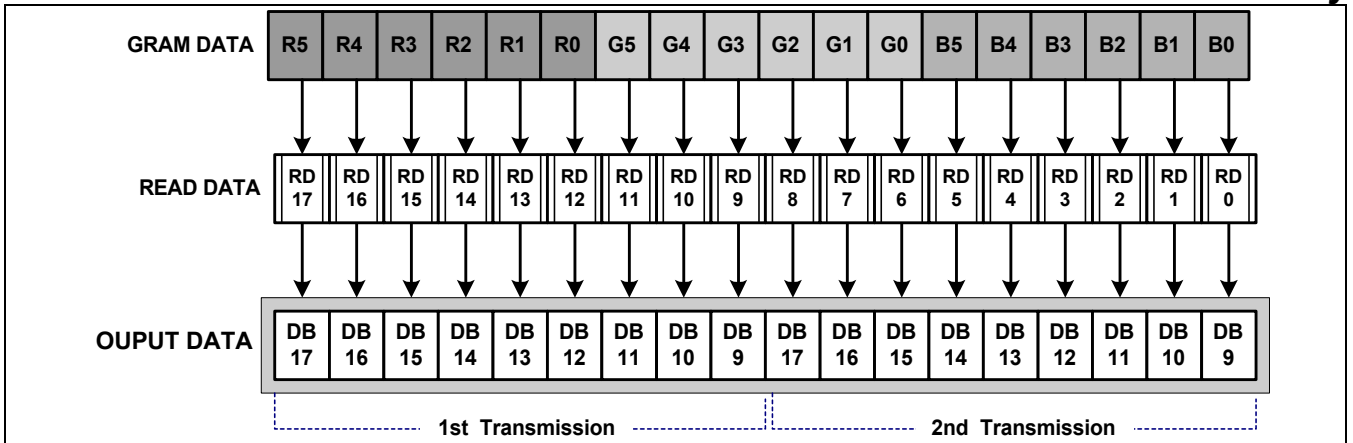 GRAM DATA R5 R4 R3 R2 R1 R0 G5 G4 G3 G2 G1 G0 B5 B4 B3 B2 B1 B0
READ DATA RD 17 RD 16 RD 15 RD 14 RD 13 RD 12 RD 11 RD 10 RD 9 RD 8 RD 7 RD 6 RD 5 RD 4 RD 3 RD 2 RD 1 RD 0
OUPUT DATA DB 17 DB 16 DB 15 DB 14 DB 13 DB 12 DB 11 DB 10 DB 9 DB 17 DB 16 DB 15 DB 14 DB 13 DB 12 DB 11 DB 10 DB 9
1st Transmission 2nd Transmission